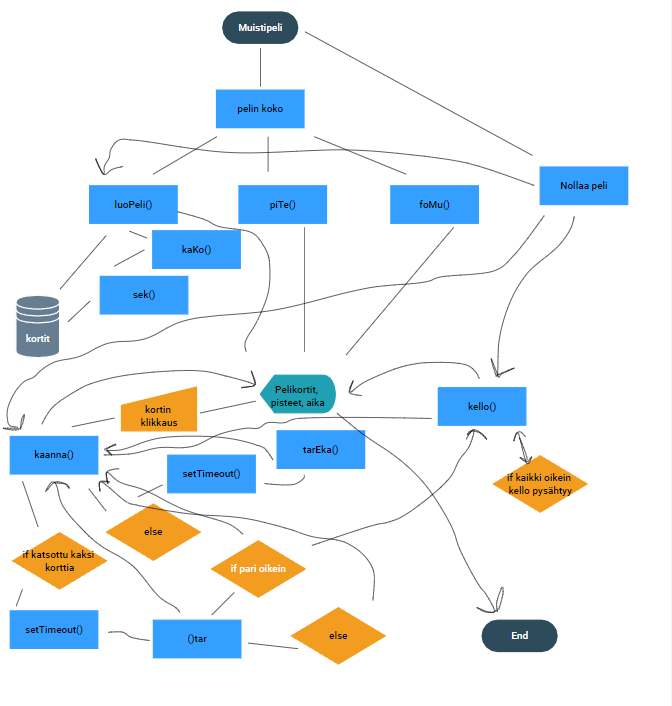 Muistipeli
pelin koko
Nollaa peli
luoPeli()
piTe()
foMu()
kaKo()
sek()
kortit
Pelikortit,
pisteet, aika
kortin
klikkaus
kello()
kaanna()
tarEka()
setTimeout()
if kaikki oikein
kello pysähtyy
else
if katsottu kaksi
korttia
if pari oikein
setTimeout()
()tar
else
End